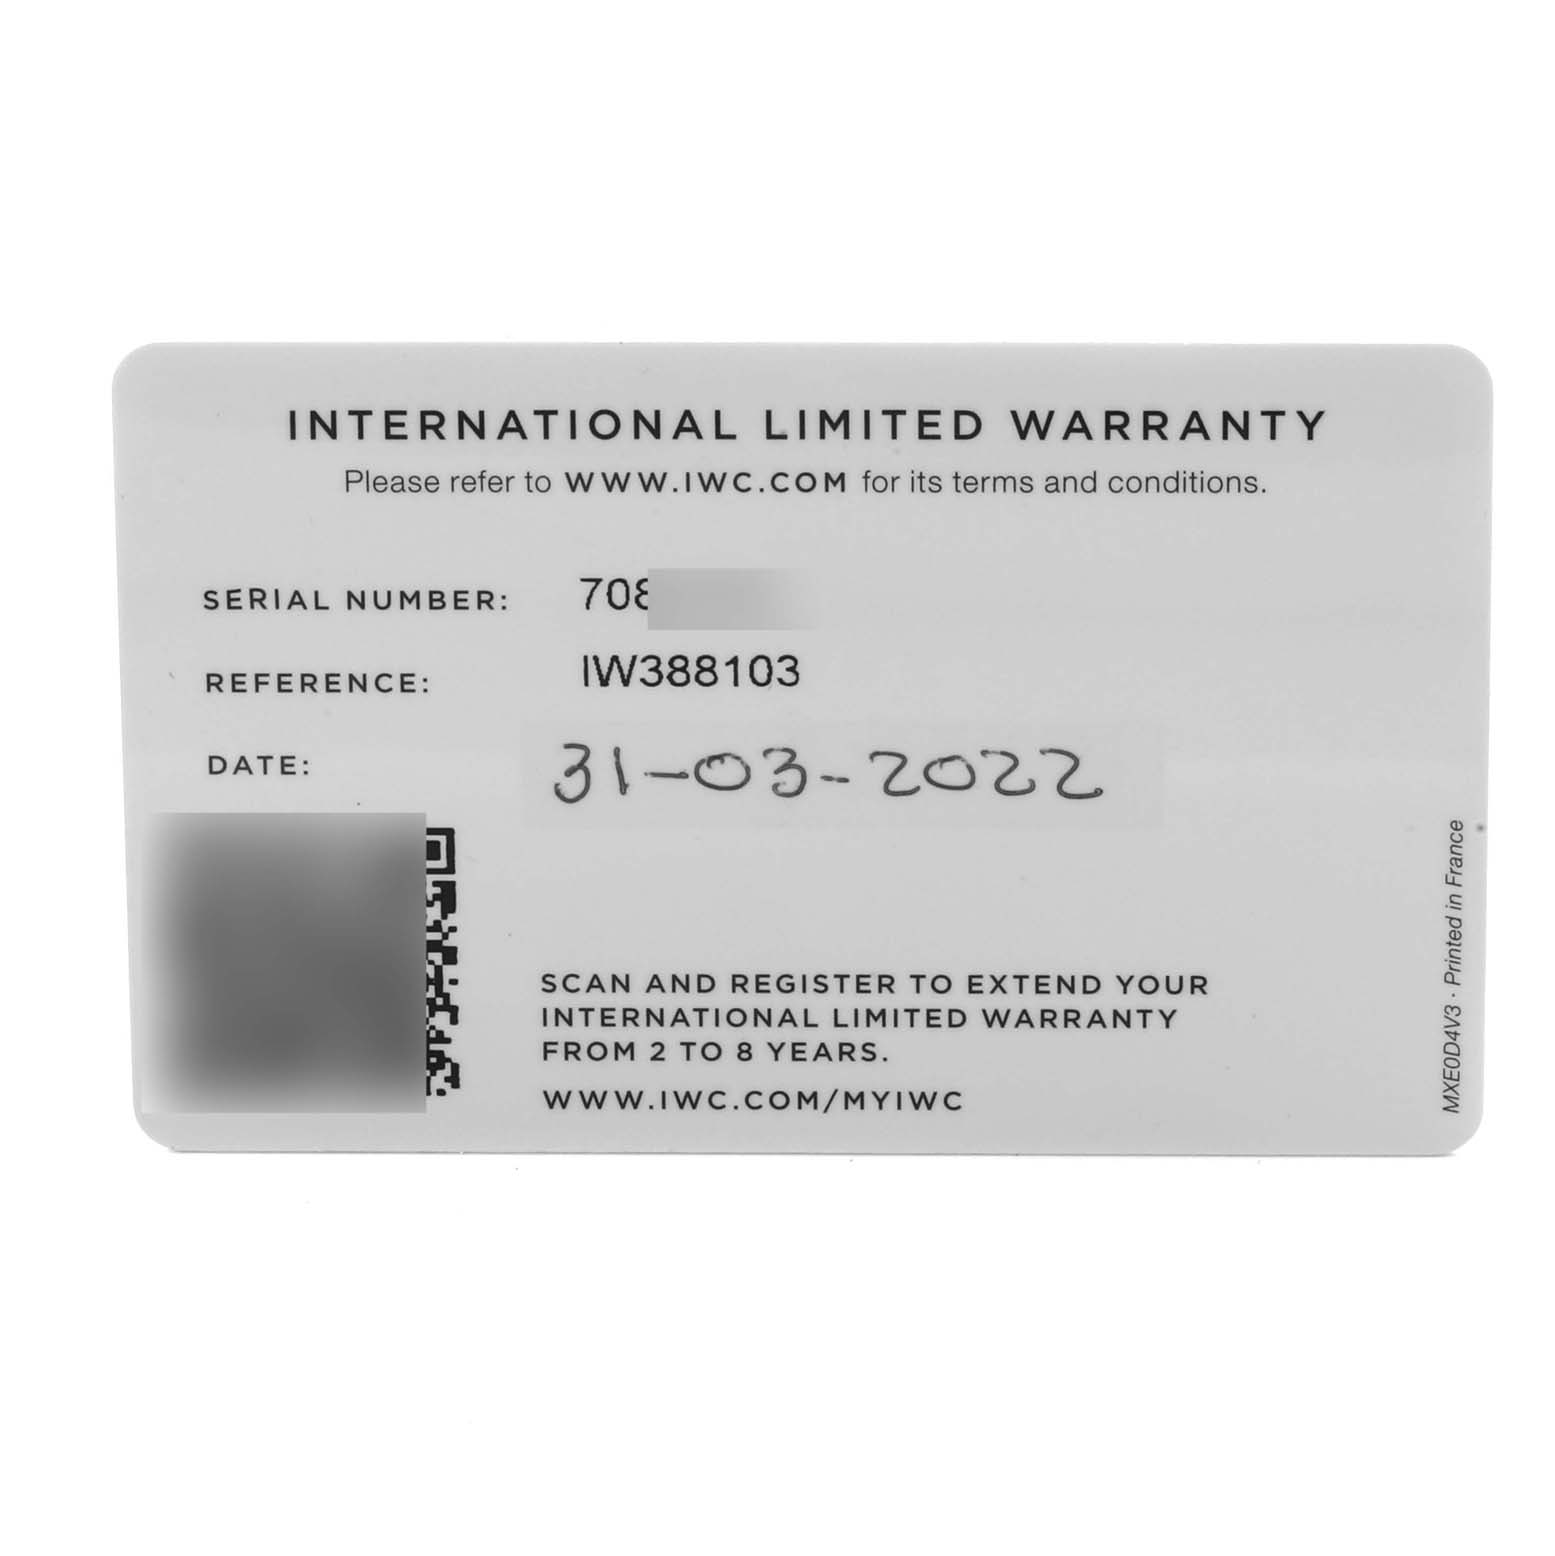 INTERNATIONAL LIMITED WARRANTY
Please refer to WWW.IWC.COM for its terms and conditions.
SERIAL NUMBER: 708
REFERENCE: IW388103
DATE: 31-03-2022
SCAN AND REGISTER TO EXTEND YOUR
INTERNATIONAL LIMITED WARRANTY
FROM 2 TO 8 YEARS.
WWW.IWC.COM/MYIWC
MXE0D4V3 · Printed in France